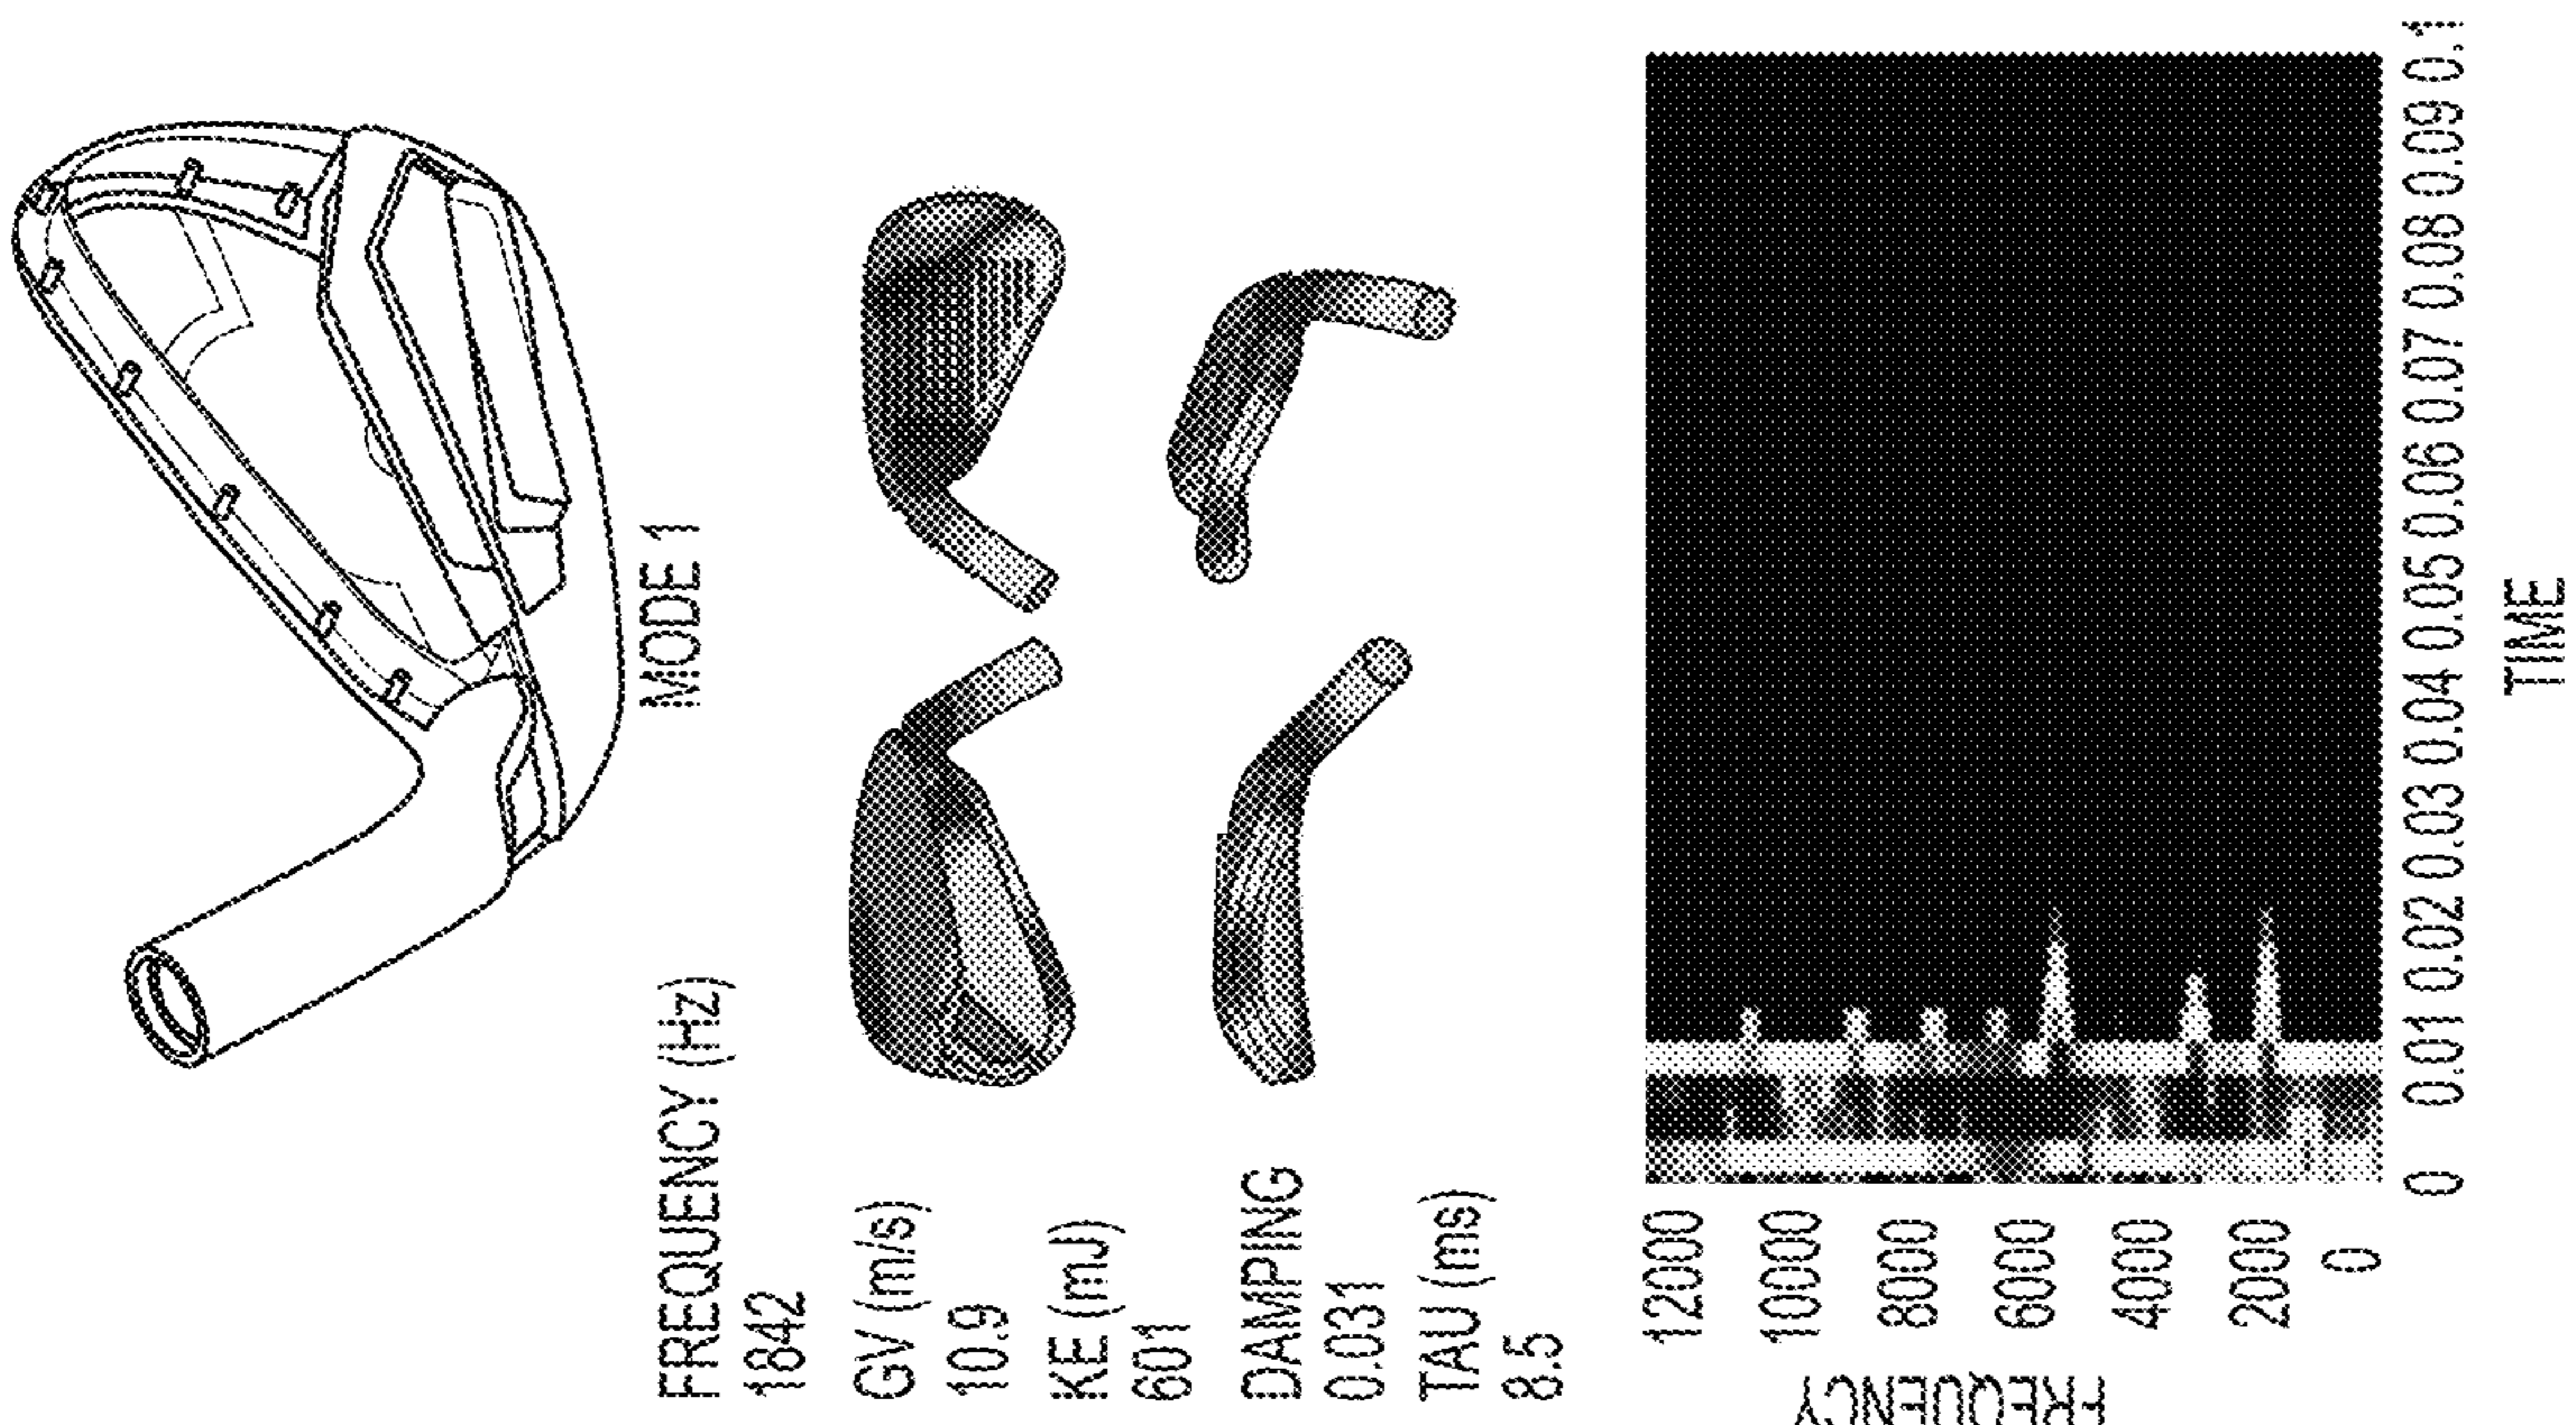 MODE 1
FREQUENCY (Hz)
1842
GV (m/s)
10.9
KE (mJ)
601
DAMPING
0.031
TAU (ms)
8.5
FREQUENCY
12000
10000
8000
6000
4000
2000
0
0 0.01 0.02 0.03 0.04 0.05 0.06 0.07 0.08 0.09 0.1
TIME